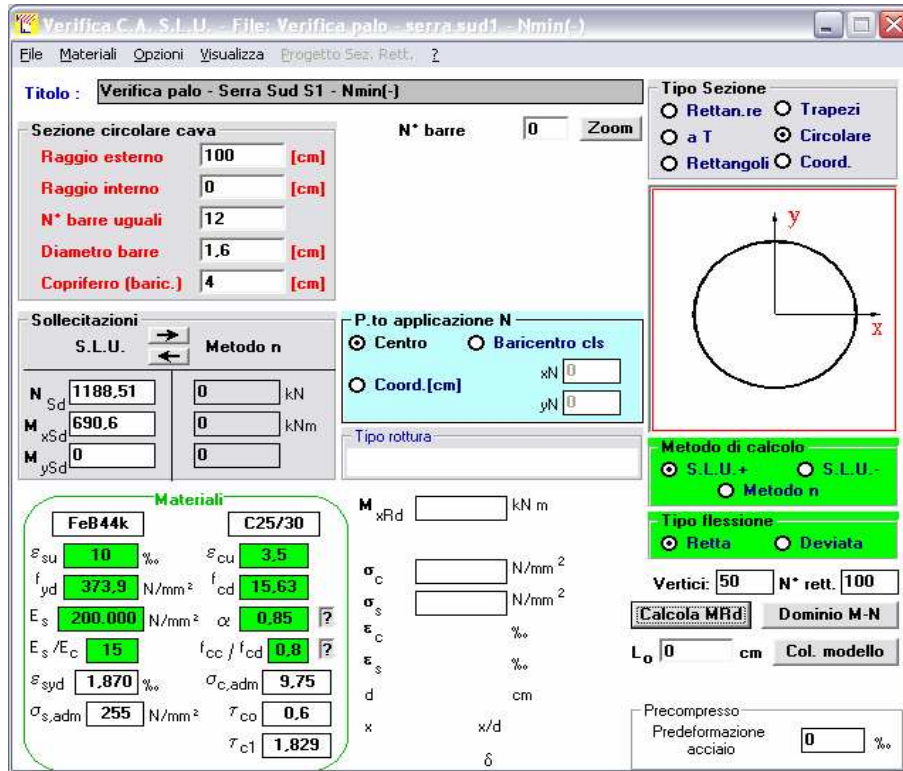 Verifica C.A. S.L.U. - File: Verifica palo - serra sud1 - Nmin(-)
File Materiali Opzioni Visualizza Progetto Sez. Rett. ?
Titolo : Verifica palo - Serra Sud S1 - Nmin(-)
Tipo Sezione
Rettan.re Trapezi
a T Circolare
Rettangoli Coord.
Sezione circolare cava
N° barre 0 Zoom
Raggio esterno 100 [cm]
Raggio interno 0 [cm]
N° barre uguali 12
Diametro barre 1,6 [cm]
Copriferro (baric.) 4 [cm]
y
x
Sollecitazioni
S.L.U. Metodo n
N Sd 1188,51 0 kN
M xSd 690,6 0 kNm
M ySd 0 0
P.to applicazione N
Centro Baricentro cls
Coord.[cm] xN 0
yN 0
Tipo rottura
Metodo di calcolo
S.L.U.+ S.L.U.-
Metodo n
Tipo flessione
Retta Deviata
Materiali
FeB44k C25/30
ε su 10 ‰ ε cu 3,5
f yd 373,9 N/mm² f cd 15,63
E s 200.000 N/mm² α 0,85 ?
E s /E c 15 f cc / f cd 0,8 ?
ε syd 1,870 ‰ σ c,adm 9,75
σ s,adm 255 N/mm² τ co 0,6
τ c1 1,829
M xRd kN m
σ c N/mm²
σ s N/mm²
ε c ‰
ε s ‰
d cm
x x/d
δ
Vertici: 50 N° rett. 100
Calcola MRd Dominio M-N
L o 0 cm Col. modello
Precompresso
Predeformazione
acciaio 0 ‰